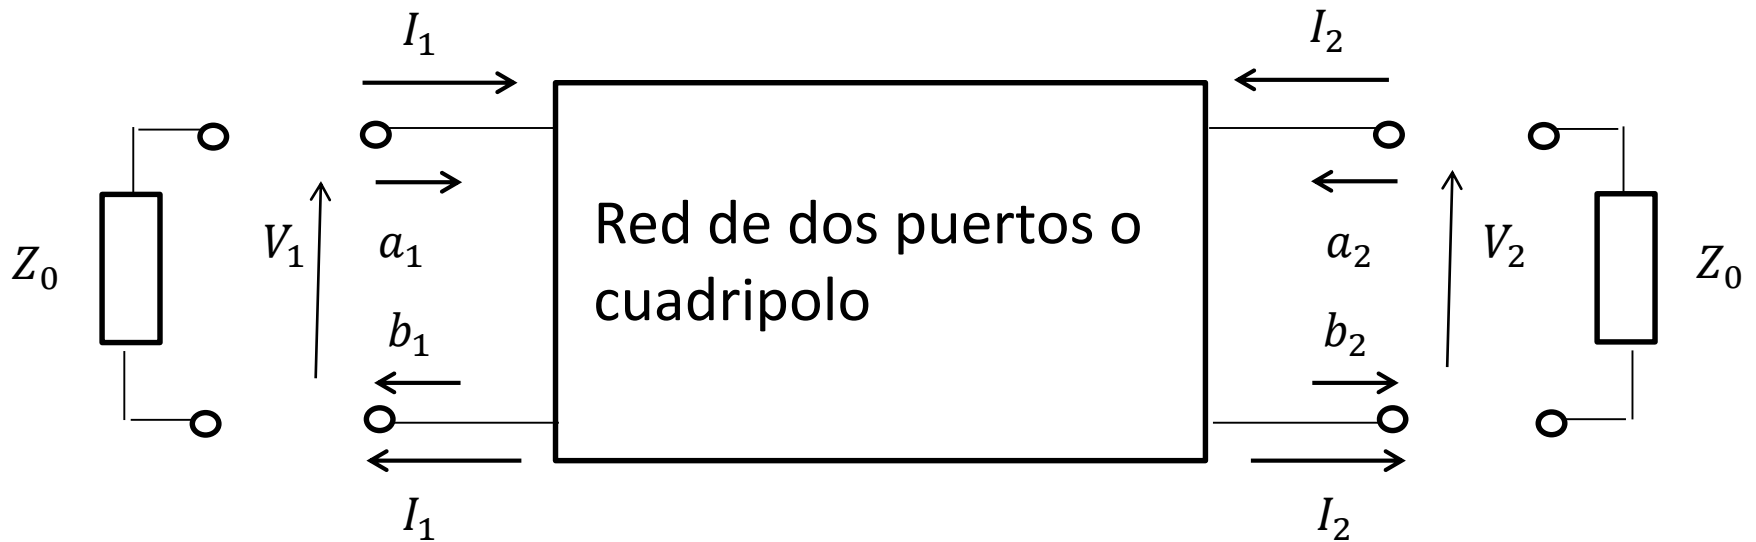 I₁
I₂
Red de dos puertos o
cuadripolo
Z₀
V₁
a₁
b₁
a₂
b₂
V₂
Z₀
I₁
I₂